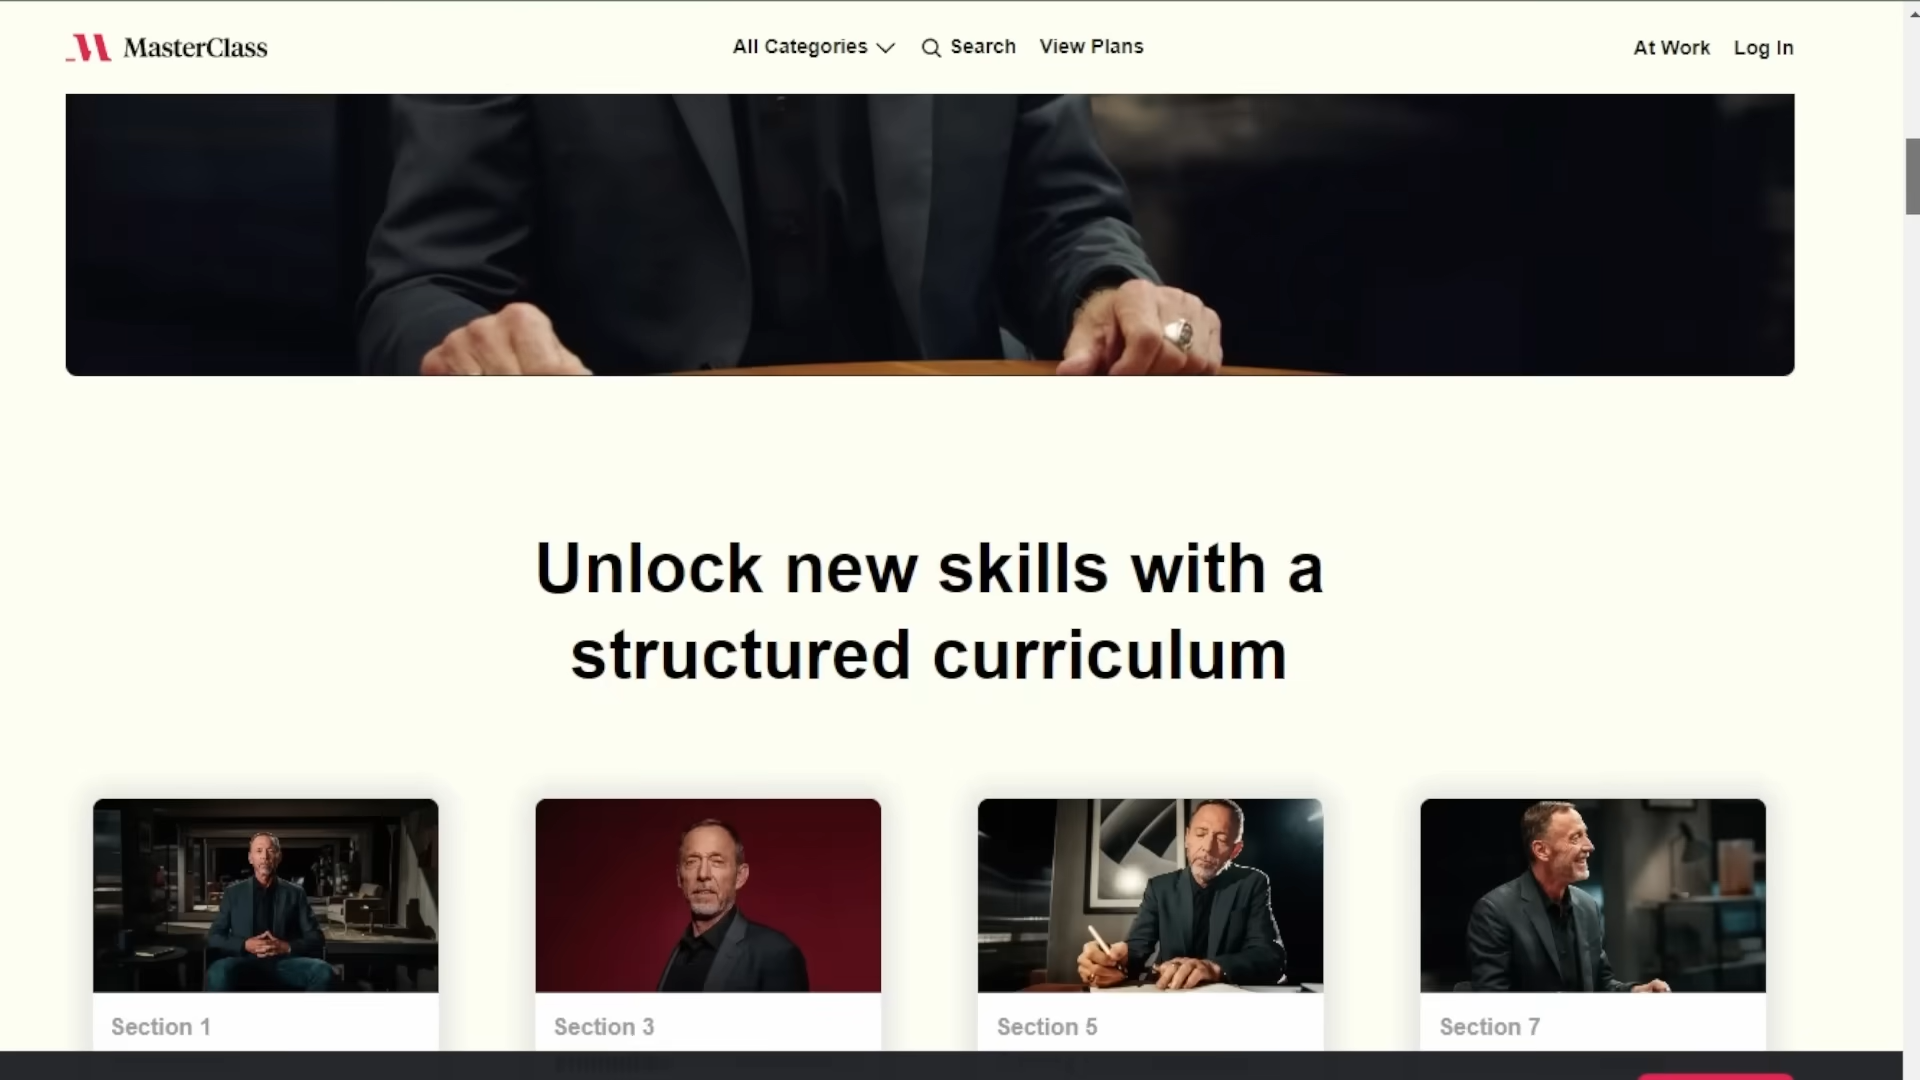 MasterClass
All Categories
Search
View Plans
At Work
Log In
Unlock new skills with a
structured curriculum
Section 1
Section 3
Section 5
Section 7